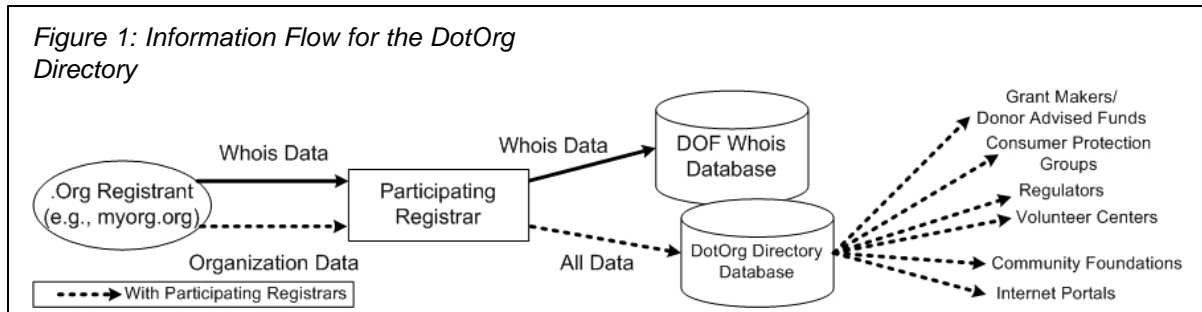 Figure 1: Information Flow for the DotOrg
Directory
.Org Registrant
(e.g., myorg.org)
Whois Data
Organization Data
Participating
Registrar
Whois Data
All Data
DOF Whois
Database
DotOrg Directory
Database
Grant Makers/
Donor Advised Funds
Consumer Protection
Groups
Regulators
Volunteer Centers
Community Foundations
Internet Portals
With Participating Registrars